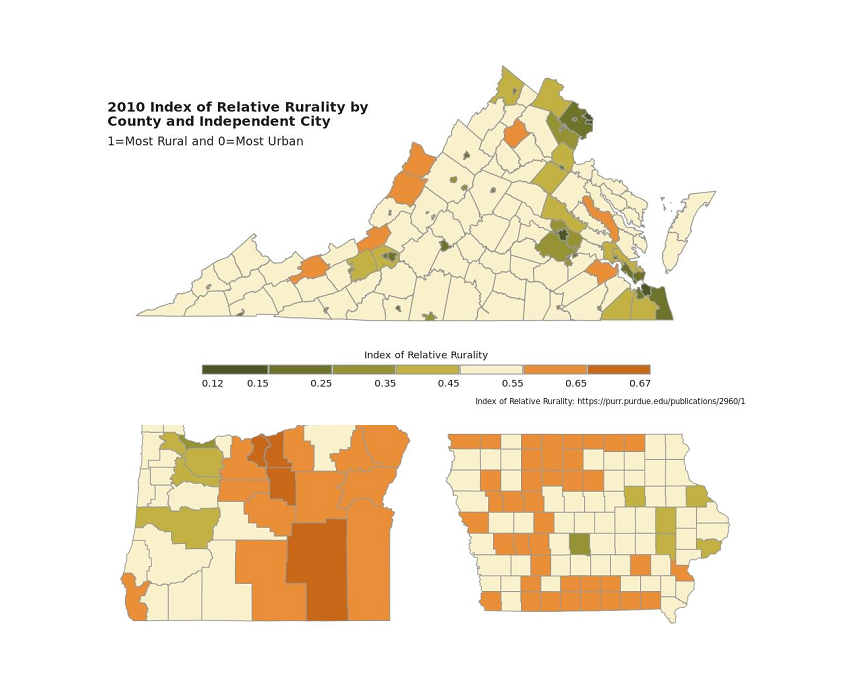 2010 Index of Relative Rurality by
County and Independent City
1=Most Rural and 0=Most Urban
Index of Relative Rurality
0.12 0.15 0.25 0.35 0.45 0.55 0.65 0.67
Index of Relative Rurality: https://purr.purdue.edu/publications/2960/1